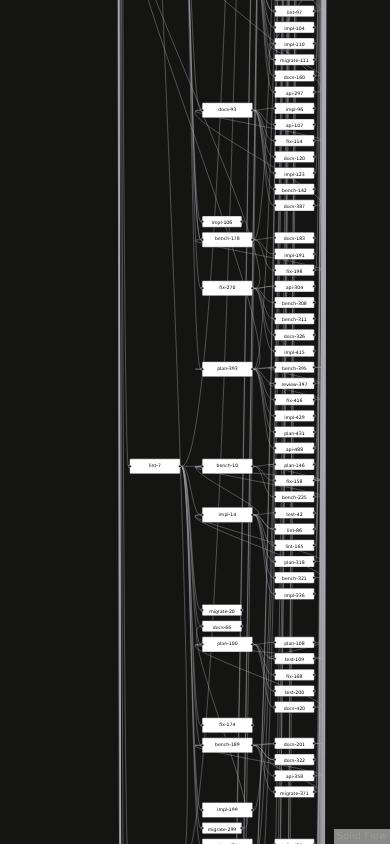 lint-97
impl-104
impl-110
migrate-111
docs-160
api-297
docs-93
impl-96
api-107
fix-114
docs-120
impl-123
bench-142
docs-387
impl-106
bench-178
docs-183
impl-191
fix-198
fix-270
api-304
bench-308
bench-311
docs-326
impl-415
plan-393
bench-395
review-397
fix-416
impl-429
plan-431
api-488
lint-7
bench-10
plan-146
fix-158
bench-225
impl-14
test-42
lint-86
lint-165
plan-318
bench-321
impl-336
migrate-20
docs-66
plan-100
plan-108
test-109
fix-168
test-200
docs-420
fix-174
bench-189
docs-201
docs-322
api-358
migrate-371
impl-199
migrate-299
Solid Flow